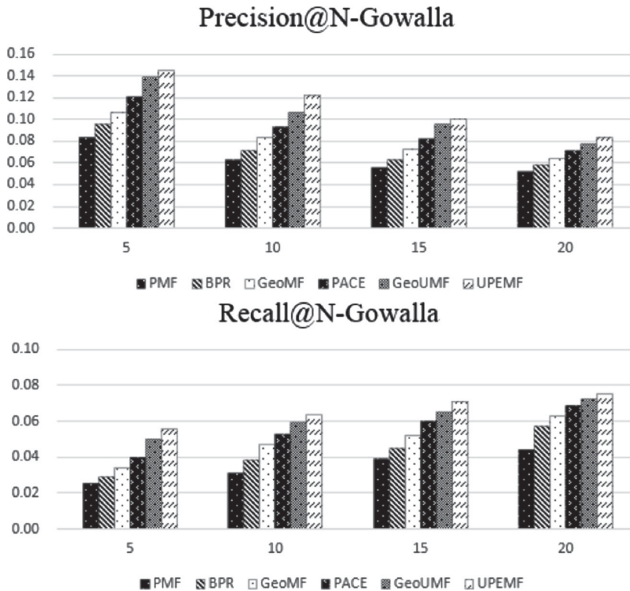 Precision@N-Gowalla
0.16
0.14
0.12
0.10
0.08
0.06
0.04
0.02
0.00
5 10 15 20
PMF BPR GeoMF PACE GeoUMF UPEMF
Recall@N-Gowalla
0.10
0.08
0.06
0.04
0.02
0.00
5 10 15 20
PMF BPR GeoMF PACE GeoUMF UPEMF